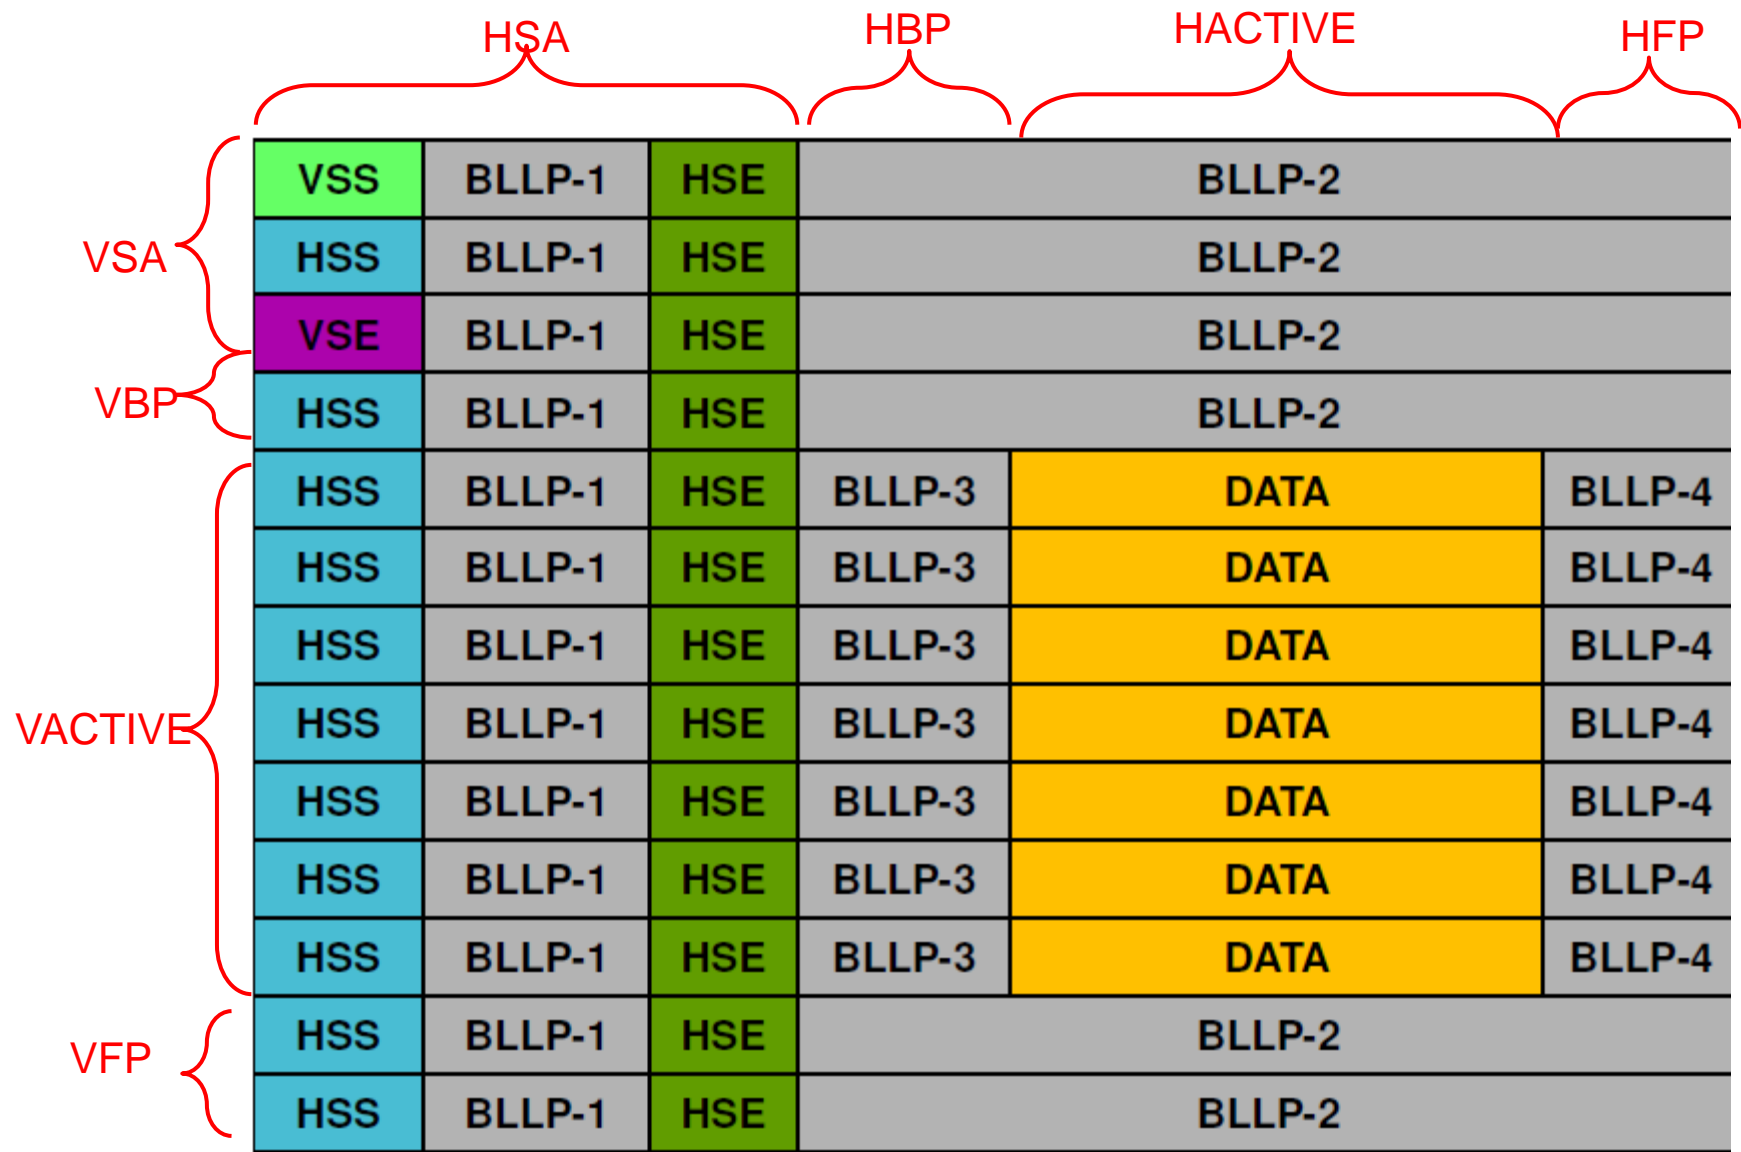 HSA HBP HACTIVE HFP
VSS BLLP-1 HSE BLLP-2
VSA HSS BLLP-1 HSE BLLP-2
VSE BLLP-1 HSE BLLP-2
VBP HSS BLLP-1 HSE BLLP-2
HSS BLLP-1 HSE BLLP-3 DATA BLLP-4
HSS BLLP-1 HSE BLLP-3 DATA BLLP-4
HSS BLLP-1 HSE BLLP-3 DATA BLLP-4
VACTIVE HSS BLLP-1 HSE BLLP-3 DATA BLLP-4
HSS BLLP-1 HSE BLLP-3 DATA BLLP-4
HSS BLLP-1 HSE BLLP-3 DATA BLLP-4
HSS BLLP-1 HSE BLLP-3 DATA BLLP-4
VFP HSS BLLP-1 HSE BLLP-2
HSS BLLP-1 HSE BLLP-2